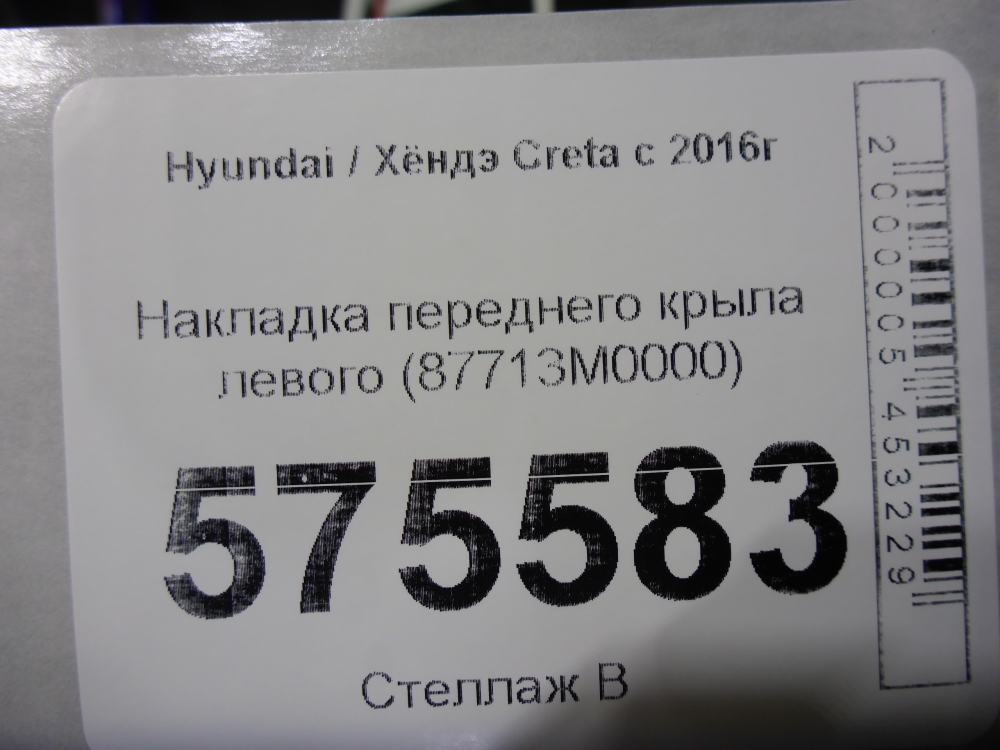 Hyundai / Хёндэ Creta с 2016г
Накладка переднего крыла
левого (87713M0000)
575583
Стеллаж В
2000005453229